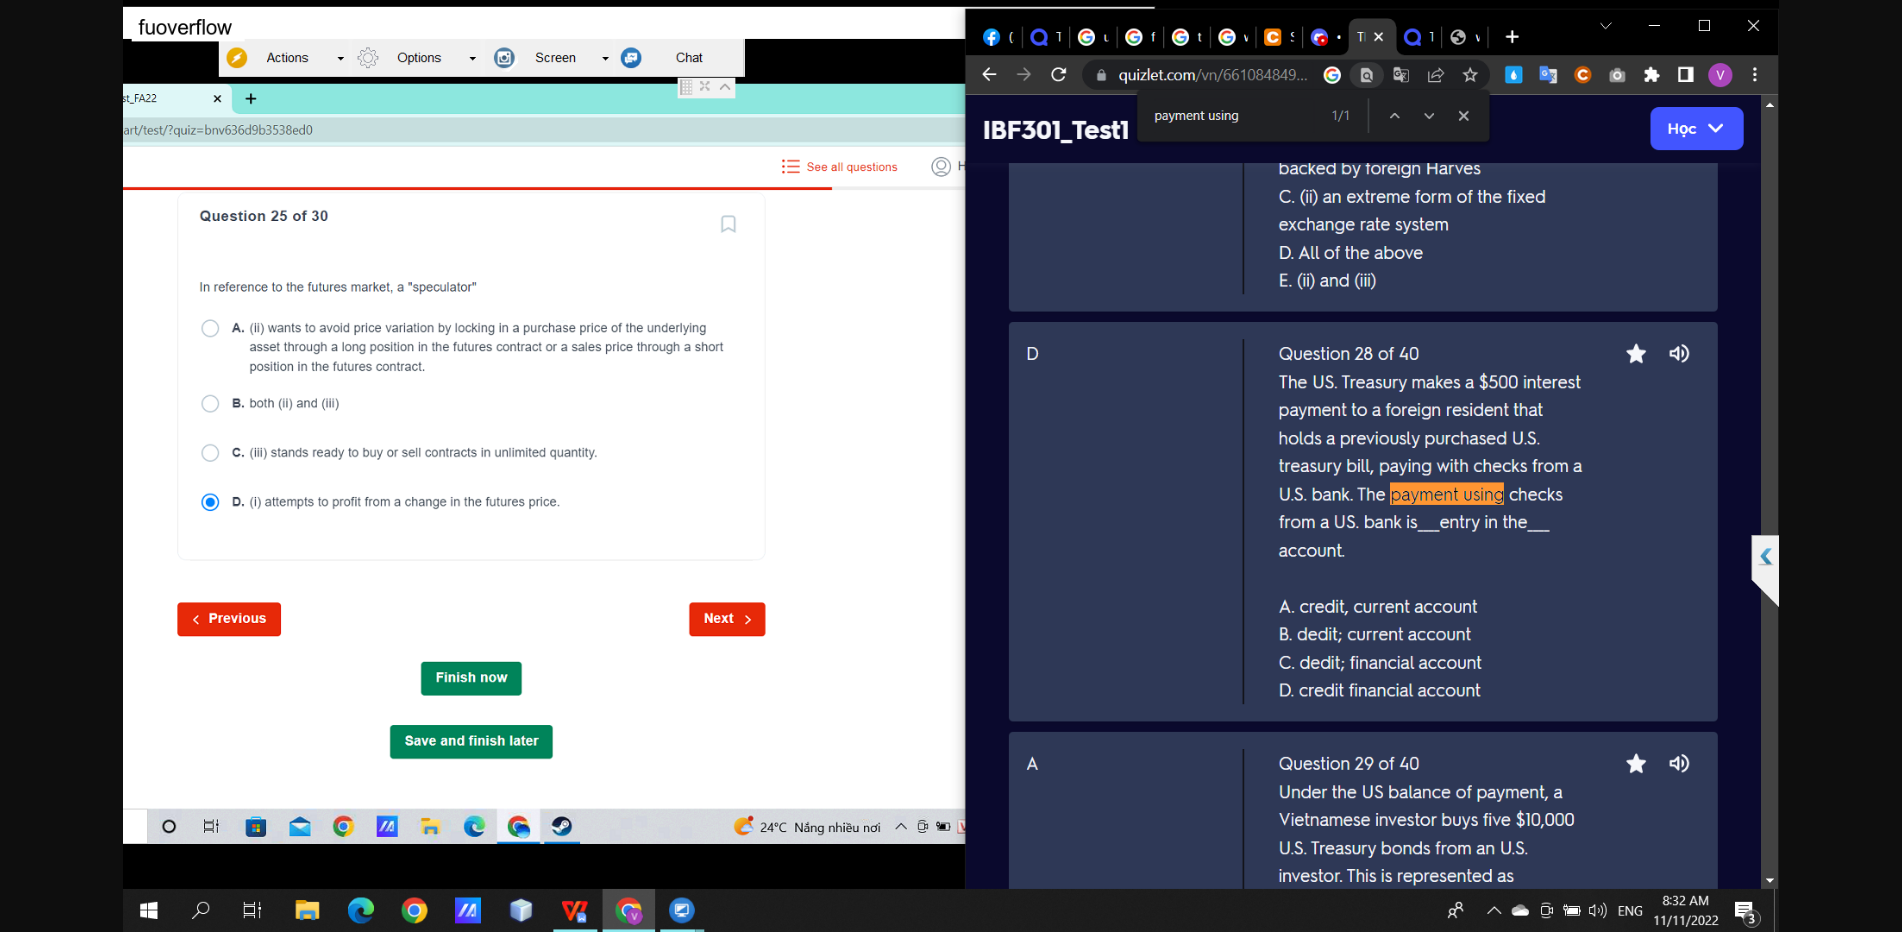 fuoverflow
Actions
Options
Screen
Chat
st_FA22
art/test/?quiz=bnv636d9b3538ed0
See all questions
H
Question 25 of 30
In reference to the futures market, a "speculator"
A. (ii) wants to avoid price variation by locking in a purchase price of the underlying
asset through a long position in the futures contract or a sales price through a short
position in the futures contract.
B. both (ii) and (iii)
C. (iii) stands ready to buy or sell contracts in unlimited quantity.
D. (i) attempts to profit from a change in the futures price.
Previous
Next
Finish now
Save and finish later
24°C Nắng nhiều nơi
quizlet.com/vn/661084849...
V
payment using
1/1
IBF301_Test1
Học
backed by foreign Harves
C. (ii) an extreme form of the fixed
exchange rate system
D. All of the above
E. (ii) and (iii)
D
Question 28 of 40
The US. Treasury makes a $500 interest
payment to a foreign resident that
holds a previously purchased U.S.
treasury bill, paying with checks from a
U.S. bank. The payment using checks
from a US. bank is___entry in the___
account.
A. credit, current account
B. dedit; current account
C. dedit; financial account
D. credit financial account
A
Question 29 of 40
Under the US balance of payment, a
Vietnamese investor buys five $10,000
U.S. Treasury bonds from an U.S.
investor. This is represented as
ENG
8:32 AM
11/11/2022
3